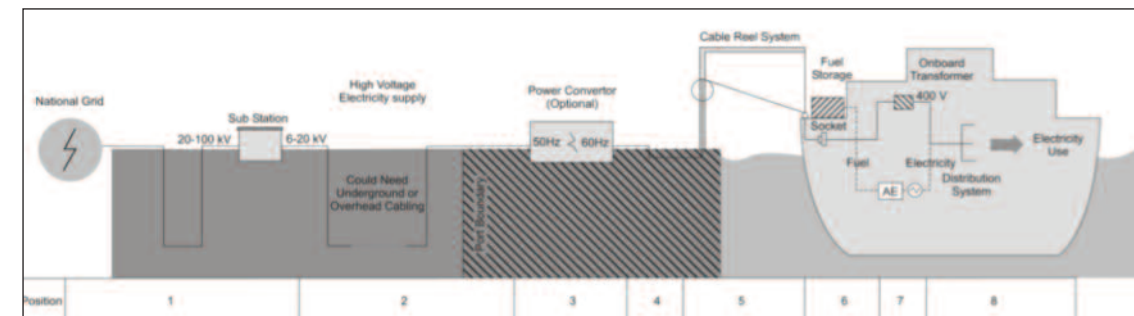 National Grid
20-100 kV
Sub Station
6-20 kV
High Voltage
Electricity supply
Could Need
Underground or
Overhead Cabling
Port Boundary
Power Convertor
(Optional)
50Hz
60Hz
Cable Reel System
Fuel
Storage
Socket
Onboard
Transformer
400 V
Fuel
Electricity
AE
Distribution
System
Electricity
Use
Position
1
2
3
4
5
6
7
8